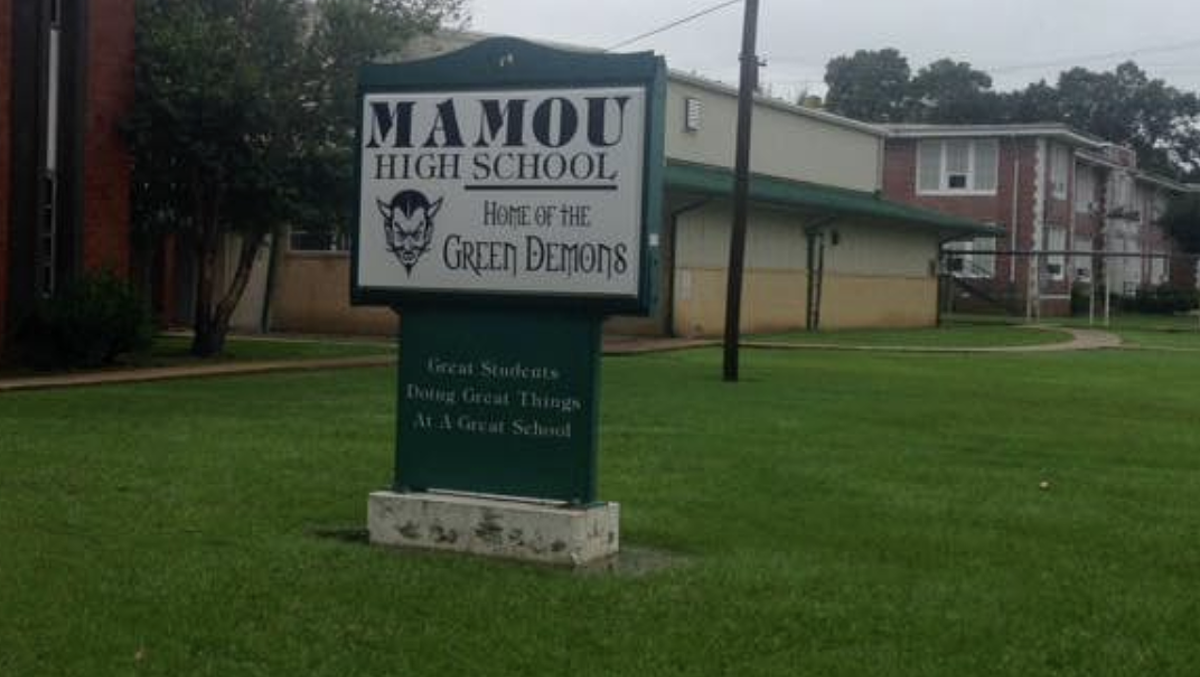 MAMOU
HIGH SCHOOL
HOME OF THE
GREEN DEMONS
Great Students
Doing Great Things
At A Great School